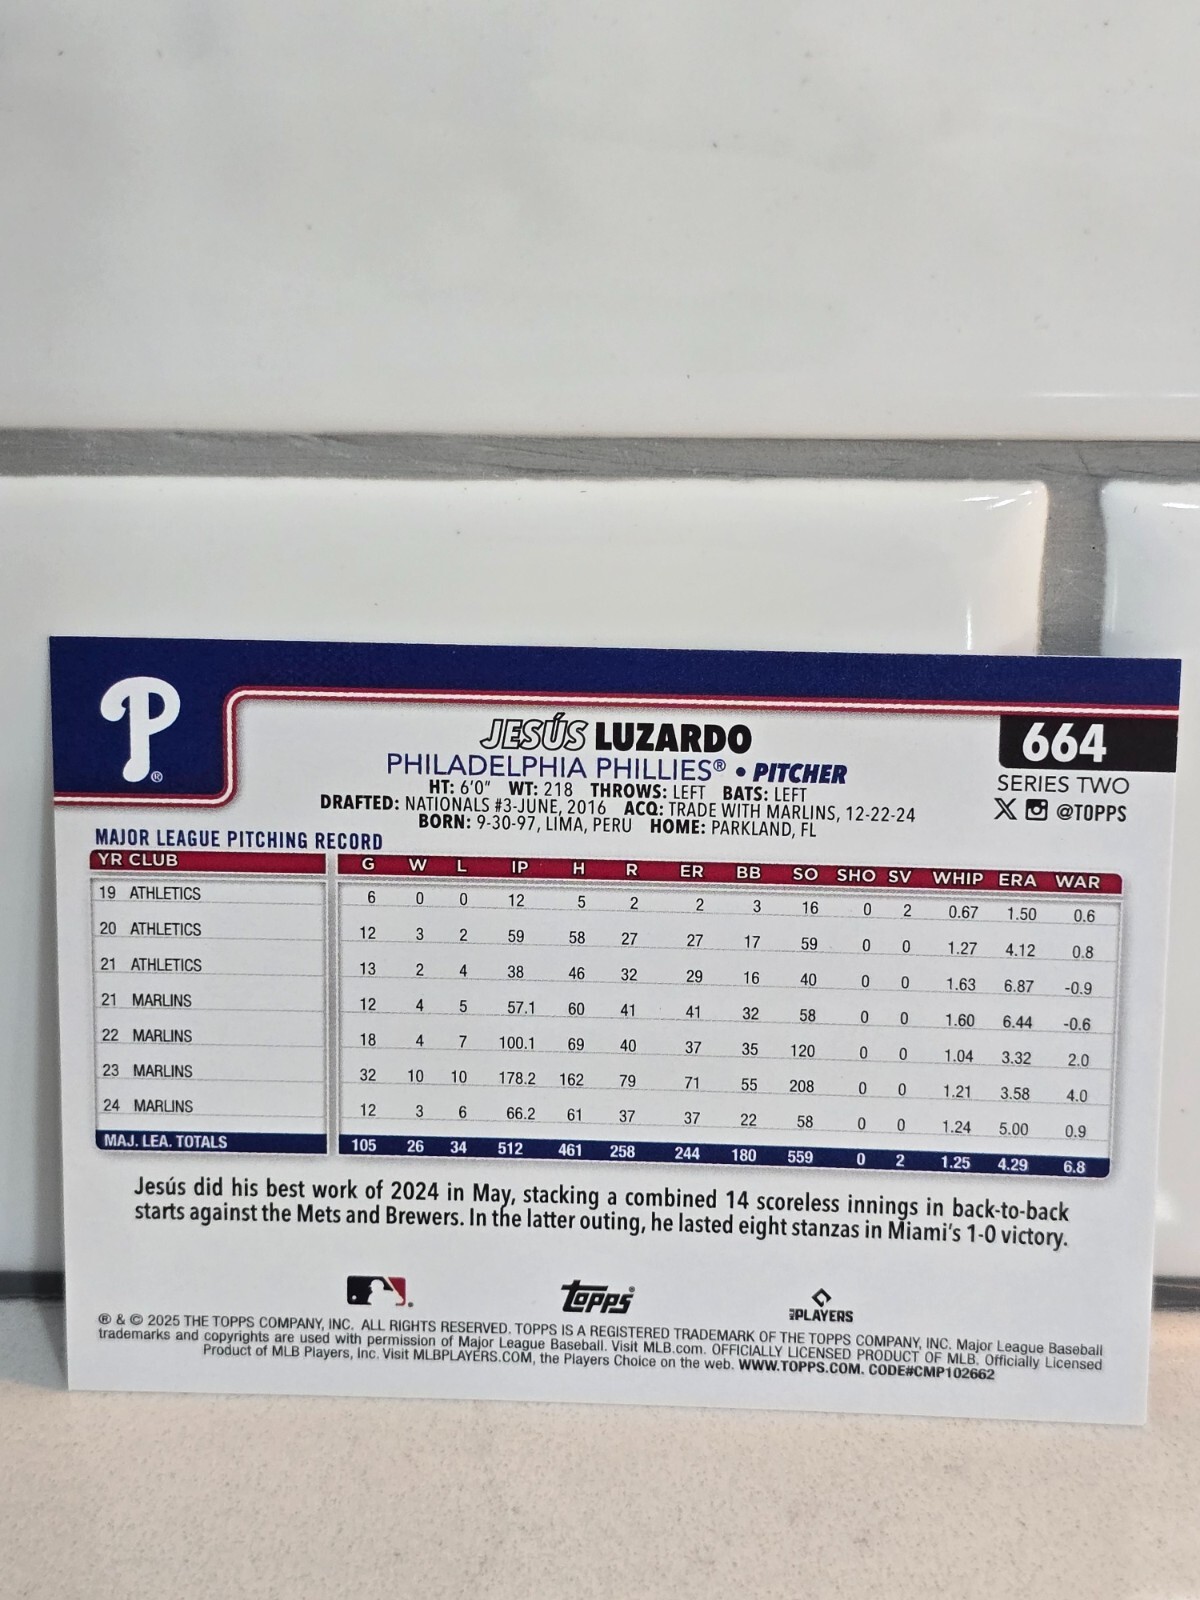 P®
JESÚS LUZARDO
664
PHILADELPHIA PHILLIES® • PITCHER
SERIES TWO
HT: 6'0" WT: 218 THROWS: LEFT BATS: LEFT
DRAFTED: NATIONALS #3-JUNE, 2016 ACQ: TRADE WITH MARLINS, 12-22-24
X @TOPPS
BORN: 9-30-97, LIMA, PERU HOME: PARKLAND, FL
MAJOR LEAGUE PITCHING RECORD
YR CLUB G W L IP H R ER BB SO SHO SV WHIP ERA WAR
19 ATHLETICS 6 0 0 12 5 2 2 3 16 0 2 0.67 1.50 0.6
20 ATHLETICS 12 3 2 59 58 27 27 17 59 0 0 1.27 4.12 0.8
21 ATHLETICS 13 2 4 38 46 32 29 16 40 0 0 1.63 6.87 -0.9
21 MARLINS 12 4 5 57.1 60 41 41 32 58 0 0 1.60 6.44 -0.6
22 MARLINS 18 4 7 100.1 69 40 37 35 120 0 0 1.04 3.32 2.0
23 MARLINS 32 10 10 178.2 162 79 71 55 208 0 0 1.21 3.58 4.0
24 MARLINS 12 3 6 66.2 61 37 37 22 58 0 0 1.24 5.00 0.9
MAJ. LEA. TOTALS 105 26 34 512 461 258 244 180 559 0 2 1.25 4.29 6.8
Jesús did his best work of 2024 in May, stacking a combined 14 scoreless innings in back-to-back
starts against the Mets and Brewers. In the latter outing, he lasted eight stanzas in Miami's 1-0 victory.
topps®
MLB PLAYERS
® & © 2025 THE TOPPS COMPANY, INC. ALL RIGHTS RESERVED. TOPPS IS A REGISTERED TRADEMARK OF THE TOPPS COMPANY, INC. Major League Baseball
trademarks and copyrights are used with permission of Major League Baseball. Visit MLB.com. OFFICIALLY LICENSED PRODUCT OF MLB. Officially Licensed
Product of MLB Players, Inc. Visit MLBPLAYERS.COM, the Players Choice on the web. WWW.TOPPS.COM. CODE#CMP102662